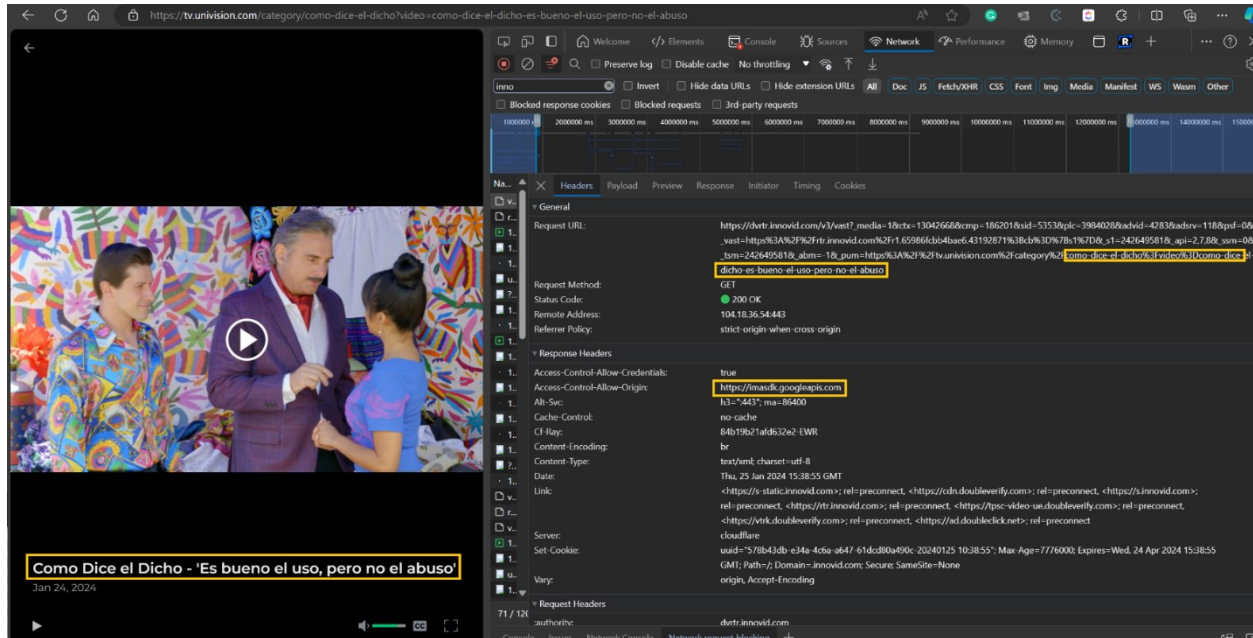 https://tv.univision.com/category/como-dice-el-dicho?video=como-dice-el-dicho-es-bueno-el-uso-pero-no-el-abuso
Welcome </> Elements Console Sources Network Performance Memory
Preserve log Disable cache No throttling
inno Invert Hide data URLs Hide extension URLs All Doc JS Fetch/XHR CSS Font Img Media Manifest WS Wasm Other
Blocked response cookies Blocked requests 3rd-party requests
2000000 ms 3000000 ms 4000000 ms 5000000 ms 6000000 ms 7000000 ms 8000000 ms 9000000 ms 10000000 ms 11000000 ms 12000000 ms 14000000 ms
Na... Headers Payload Preview Response Initiator Timing Cookies
General
Request URL: https://dvrtr.innovid.com/v3/vast?_media=1&ctx=13042668&cmp=186201&sid=5353&plc=3984028&advid=4283&adsrv=118&psf=0&
_vast=https%3A%2F%2Frtr.innovid.com%2Fr1.65986fcbb4bae6.43192871%3Bcb%3D%7Bs1%7D&_s1=2426495818&_api=2,7,8&_ssm=0&
_tsm=2426495818&_abm=-1&_pum=https%3A%2F%2Ftv.univision.com%2Fcategory%2Fcomo-dice-el-dicho%3Fvideo%3Dcomo-dice-el-
dicho-es-bueno-el-uso-pero-no-el-abuso
Request Method: GET
Status Code: 200 OK
Remote Address: 104.18.36.54:443
Referrer Policy: strict-origin-when-cross-origin
Response Headers
Access-Control-Allow-Credentials: true
Access-Control-Allow-Origin: https://imasdk.googleapis.com
Alt-Svc: h3=":443"; ma=86400
Cache-Control: no-cache
Cf-Ray: 84b19b21afd632e2-EWR
Content-Encoding: br
Content-Type: text/xml; charset=utf-8
Date: Thu, 25 Jan 2024 15:38:55 GMT
Link: <https://s-static.innovid.com>; rel=preconnect, <https://cdn.doubleverify.com>; rel=preconnect, <https://s.innovid.com>;
rel=preconnect, <https://rtr.innovid.com>; rel=preconnect, <https://tpsc-video-ue.doubleverify.com>; rel=preconnect,
<https://vtrk.doubleverify.com>; rel=preconnect, <https://ad.doubleclick.net>; rel=preconnect
Server: cloudflare
Set-Cookie: uuid="578b43db-e34a-4c6a-a647-61dcd80a490c-20240125 10:38:55"; Max-Age=7776000; Expires=Wed, 24 Apr 2024 15:38:55
GMT; Path=/; Domain=.innovid.com; Secure; SameSite=None
Vary: origin, Accept-Encoding
Request Headers
:authority: dvrtr.innovid.com
Console Issues Network Console Network request blocking
Como Dice el Dicho - 'Es bueno el uso, pero no el abuso'
Jan 24, 2024
CC